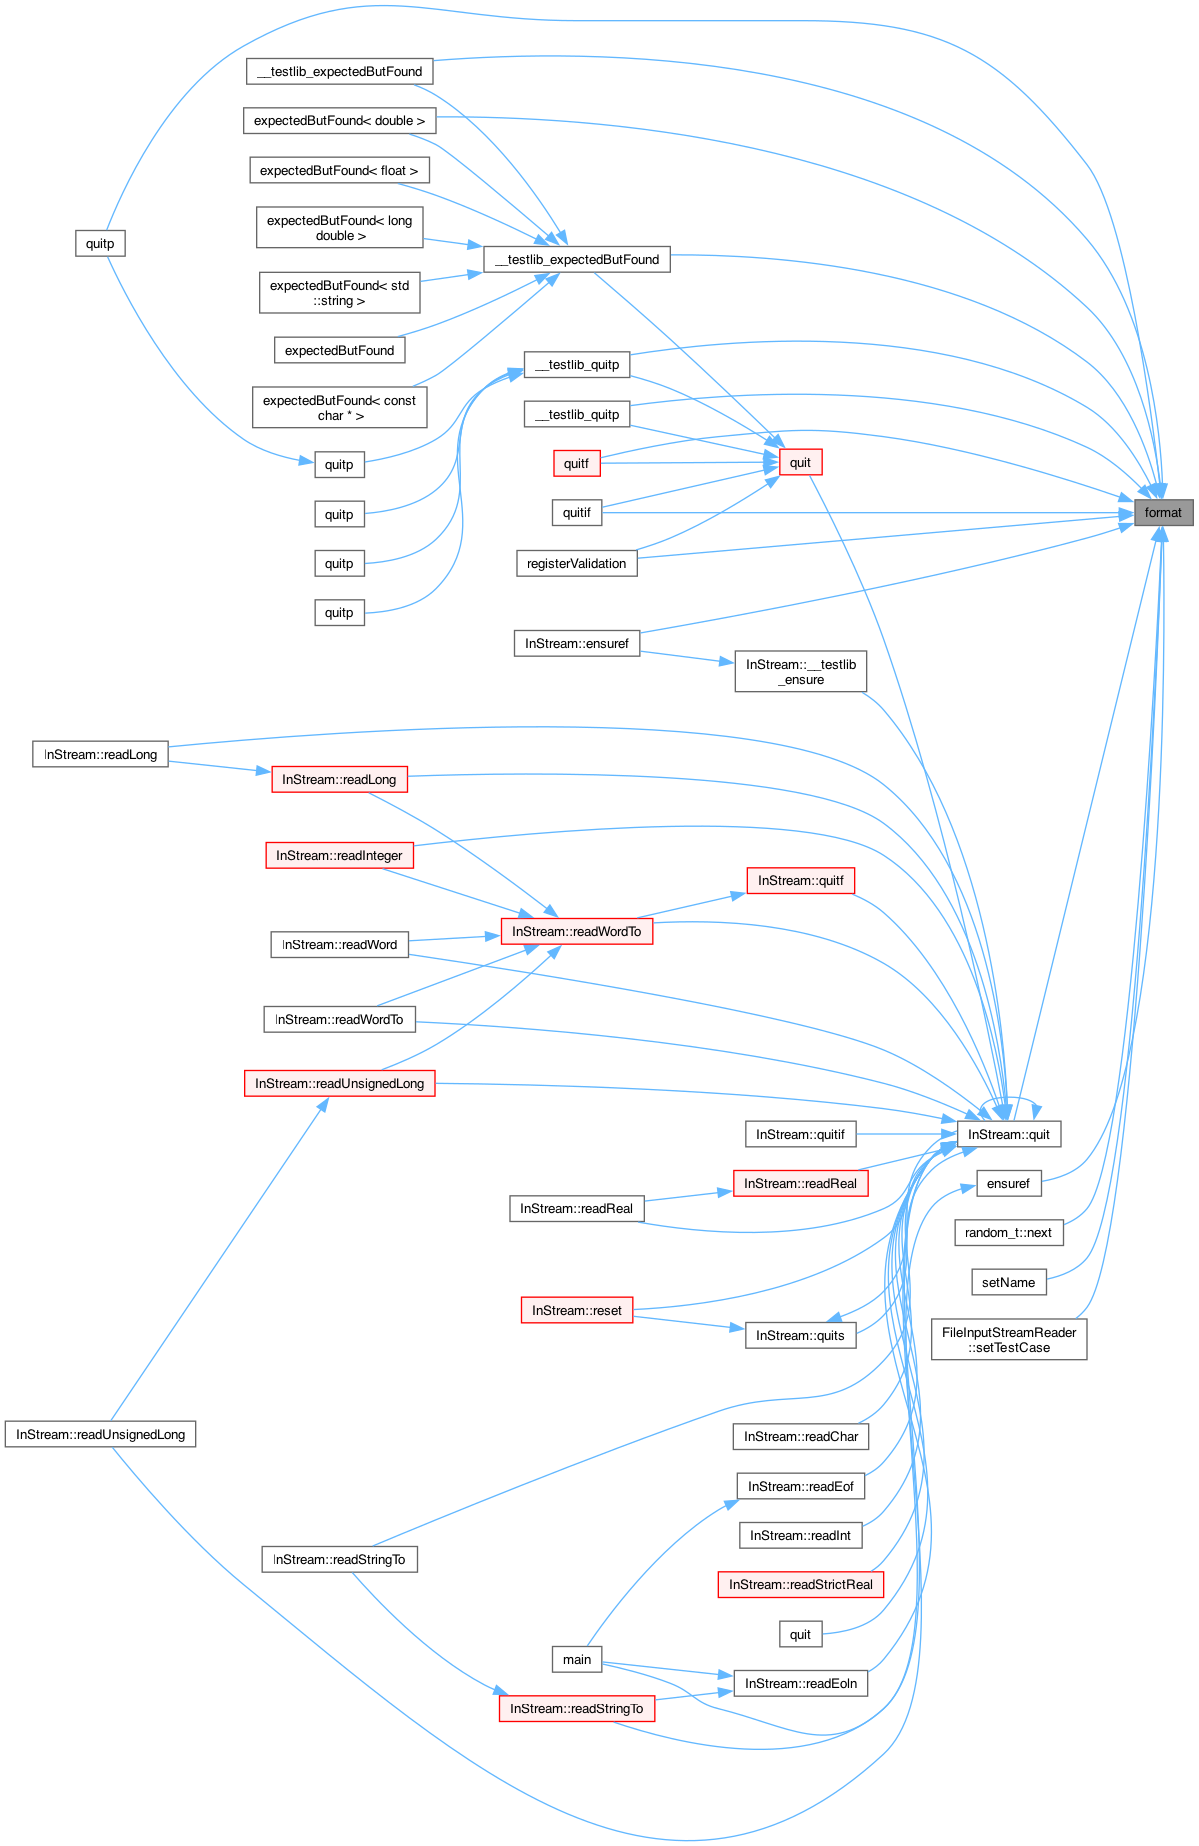 __testlib_expectedButFound
expectedButFound< double >
expectedButFound< float >
expectedButFound< long
double >
quitp
__testlib_expectedButFound
expectedButFound< std
::string >
expectedButFound
__testlib_quitp
expectedButFound< const
char * >
__testlib_quitp
quitp
quitf
quit
quitp
quitif
format
quitp
registerValidation
quitp
InStream::ensuref
InStream::__testlib
_ensure
InStream::readLong
InStream::readLong
InStream::readInteger
InStream::quitf
InStream::readWordTo
InStream::readWord
InStream::readWordTo
InStream::readUnsignedLong
InStream::quitif
InStream::quit
InStream::readReal
ensuref
InStream::readReal
random_t::next
setName
InStream::reset
InStream::quits
FileInputStreamReader
::setTestCase
InStream::readUnsignedLong
InStream::readChar
InStream::readEof
InStream::readInt
InStream::readStringTo
InStream::readStrictReal
quit
main
InStream::readEoln
InStream::readStringTo